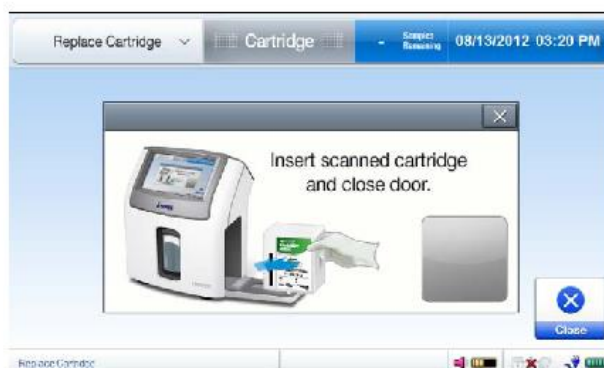 Replace Cartridge
Cartridge
- Samples Remaining
08/13/2012 03:20 PM
Insert scanned cartridge
and close door.
Close
Replace Cartridge